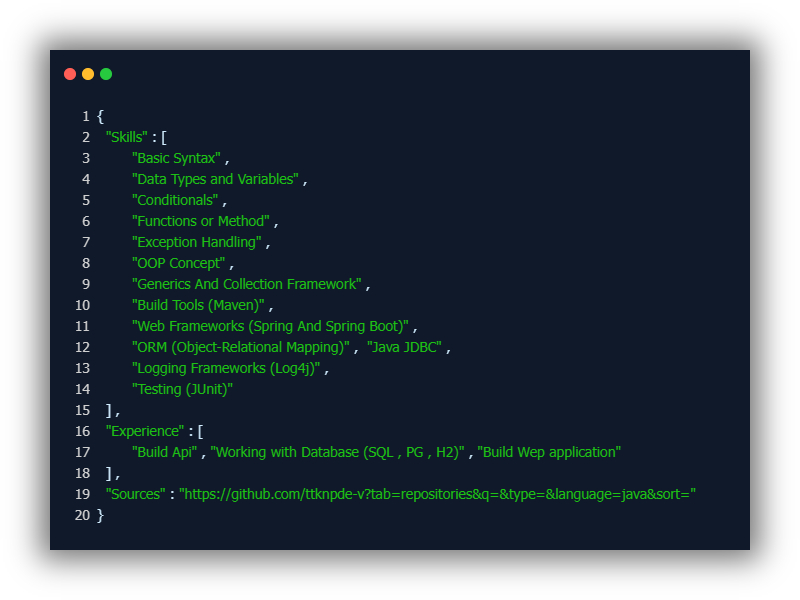 1 {
2 "Skills" : [
3 "Basic Syntax" ,
4 "Data Types and Variables" ,
5 "Conditionals" ,
6 "Functions or Method" ,
7 "Exception Handling" ,
8 "OOP Concept" ,
9 "Generics And Collection Framework" ,
10 "Build Tools (Maven)" ,
11 "Web Frameworks (Spring And Spring Boot)" ,
12 "ORM (Object-Relational Mapping)" , "Java JDBC" ,
13 "Logging Frameworks (Log4j)" ,
14 "Testing (JUnit)"
15 ] ,
16 "Experience" : [
17 "Build Api" , "Working with Database (SQL , PG , H2)" , "Build Wep application"
18 ] ,
19 "Sources" : "https://github.com/ttknpde-v?tab=repositories&q=&type=&language=java&sort="
20 }